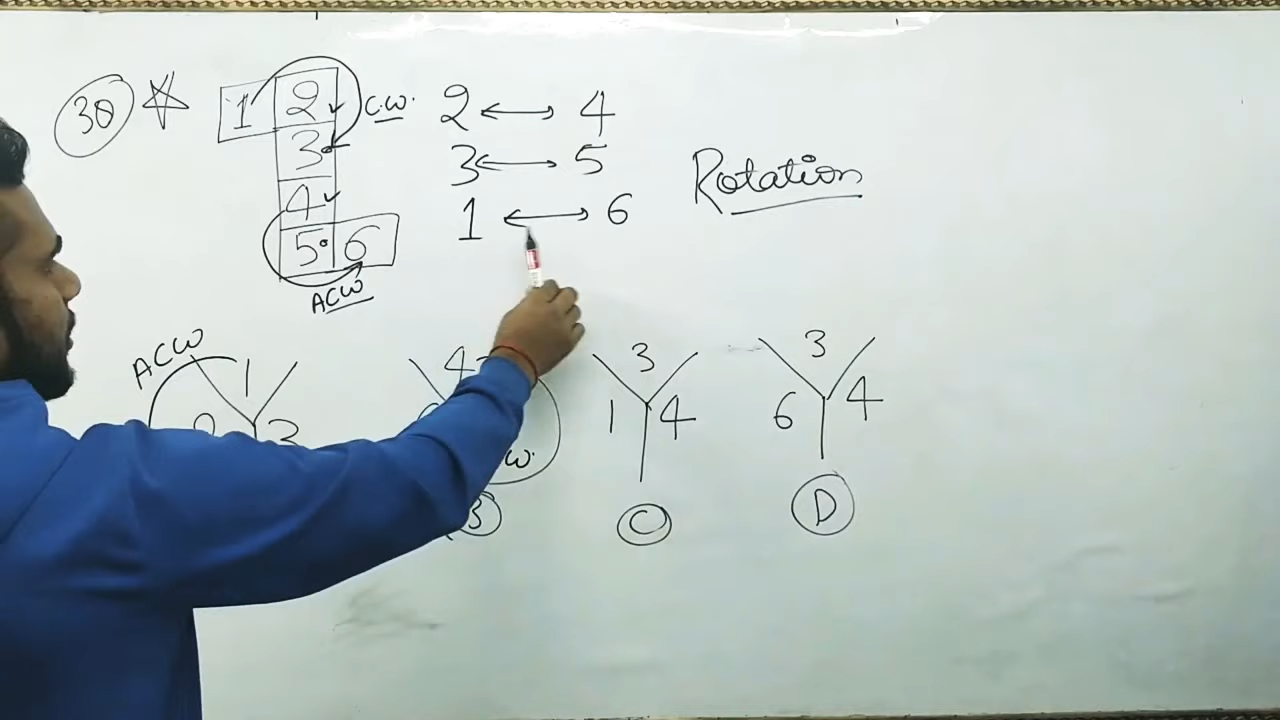 30
1 2 C.W.
3
4
5 6
ACW
2 ↔ 4
3 ↔ 5
1 ↔ 6
Rotation
ACW
1
3
4
3
1 4
C
3
6 4
D